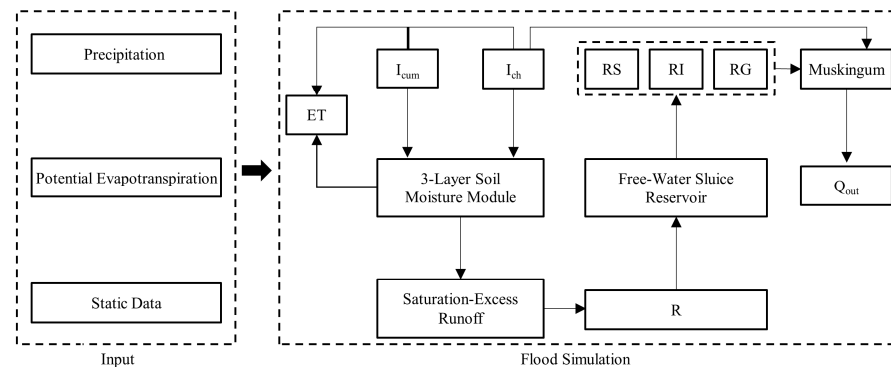 Precipitation
Potential Evapotranspiration
Static Data
Input
I_cum
I_ch
RS
RI
RG
Muskingum
ET
3-Layer Soil
Moisture Module
Free-Water Sluice
Reservoir
Q_out
Saturation-Excess
Runoff
R
Flood Simulation